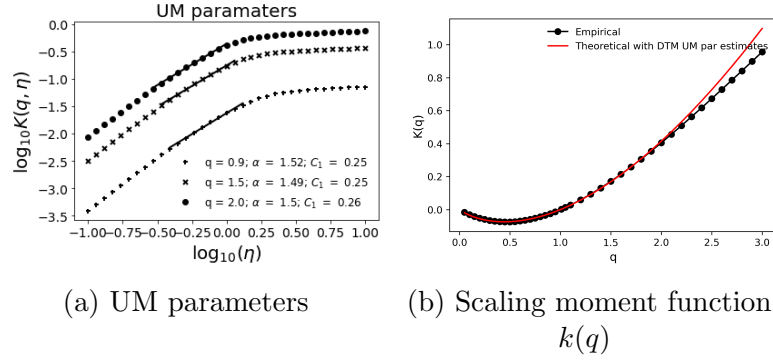 UM paramaters
log₁₀K(q, η)
0.0
−0.5
−1.0
−1.5
−2.0
−2.5
−3.0
−3.5
q = 0.9; α = 1.52; C₁ = 0.25
q = 1.5; α = 1.49; C₁ = 0.25
q = 2.0; α = 1.5; C₁ = 0.26
−1.00 −0.75 −0.50 −0.25 0.00 0.25 0.50 0.75 1.00
log₁₀(η)
(a) UM parameters
Empirical
Theoretical with DTM UM par estimates
K(q)
1.0
0.8
0.6
0.4
0.2
0.0
0.0 0.5 1.0 1.5 2.0 2.5 3.0
q
(b) Scaling moment function
k(q)